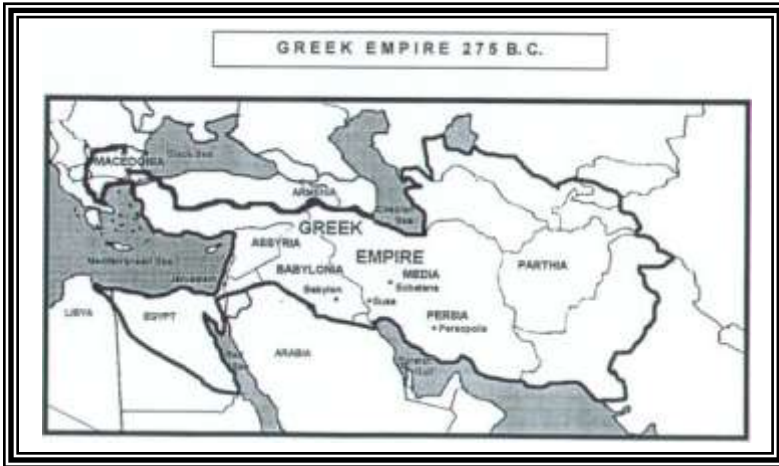 GREEK EMPIRE 275 B.C.
MACEDONIA
Black Sea
ARMENIA
Caspian
Sea
GREEK
ASSYRIA
EMPIRE
Mediterranean Sea
Jerusalem
BABYLONIA
MEDIA
PARTHIA
Babylon
Ecbatana
Susa
LIBYA
EGYPT
PERSIA
Persepolis
Red
Sea
ARABIA
Persian
Gulf